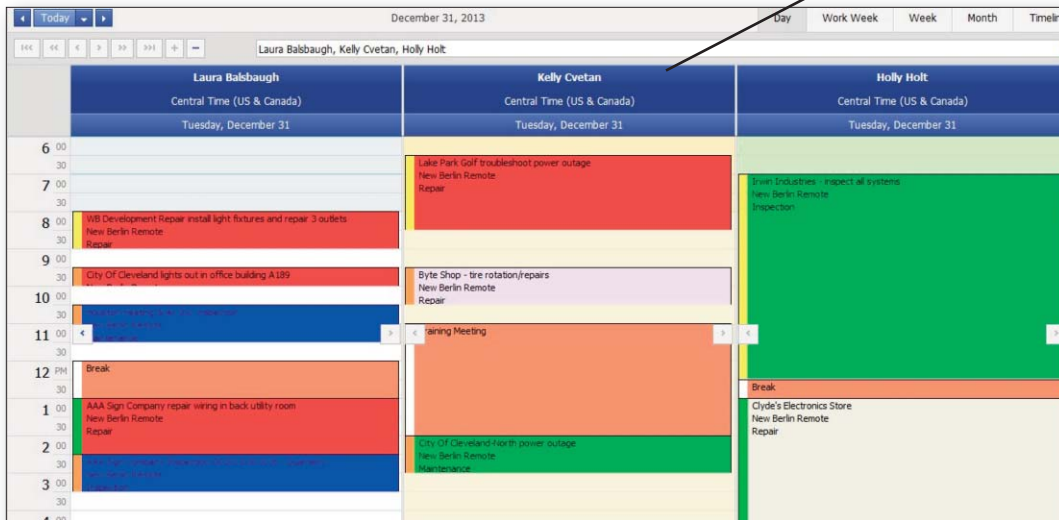 Today
December 31, 2013
Day Work Week Week Month Timelin
Laura Balsbaugh, Kelly Cvetan, Holly Holt
Laura Balsbaugh
Central Time (US & Canada)
Tuesday, December 31
Kelly Cvetan
Central Time (US & Canada)
Tuesday, December 31
Holly Holt
Central Time (US & Canada)
Tuesday, December 31
6 00
30
7 00
30
8 00
30
9 00
30
10 00
30
11 00
30
12 PM
30
1 00
30
2 00
30
3 00
30
4 00
WB Development Repair install light fixtures and repair 3 outlets
New Berlin Remote
Repair
City Of Cleveland lights out in office building A189
New Berlin Remote
Break
AAA Sign Company repair wiring in back utility room
New Berlin Remote
Repair
Lake Park Golf troubleshoot power outage
New Berlin Remote
Repair
Byte Shop - tire rotation/repairs
New Berlin Remote
Repair
Training Meeting
City Of Cleveland-North power outage
New Berlin Remote
Maintenance
Irwin Industries - inspect all systems
New Berlin Remote
Inspection
Break
Clyde's Electronics Store
New Berlin Remote
Repair